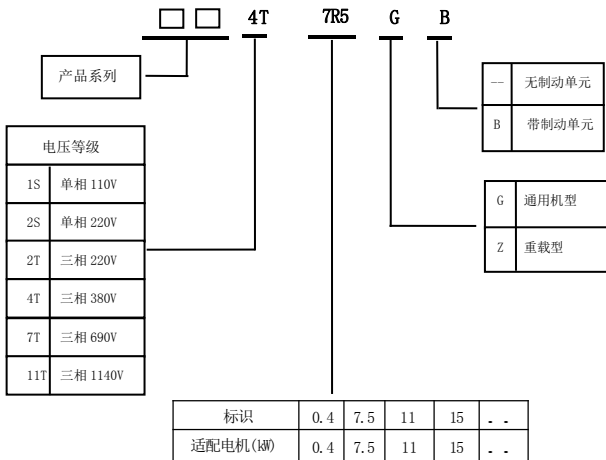 □□ 4T 7R5 G B
产品系列
-- 无制动单元
B 带制动单元
电压等级
1S 单相 110V
2S 单相 220V
2T 三相 220V
4T 三相 380V
7T 三相 690V
11T 三相 1140V
G 通用机型
Z 重载型
标识 0.4 7.5 11 15 ..
适配电机(kW) 0.4 7.5 11 15 ..